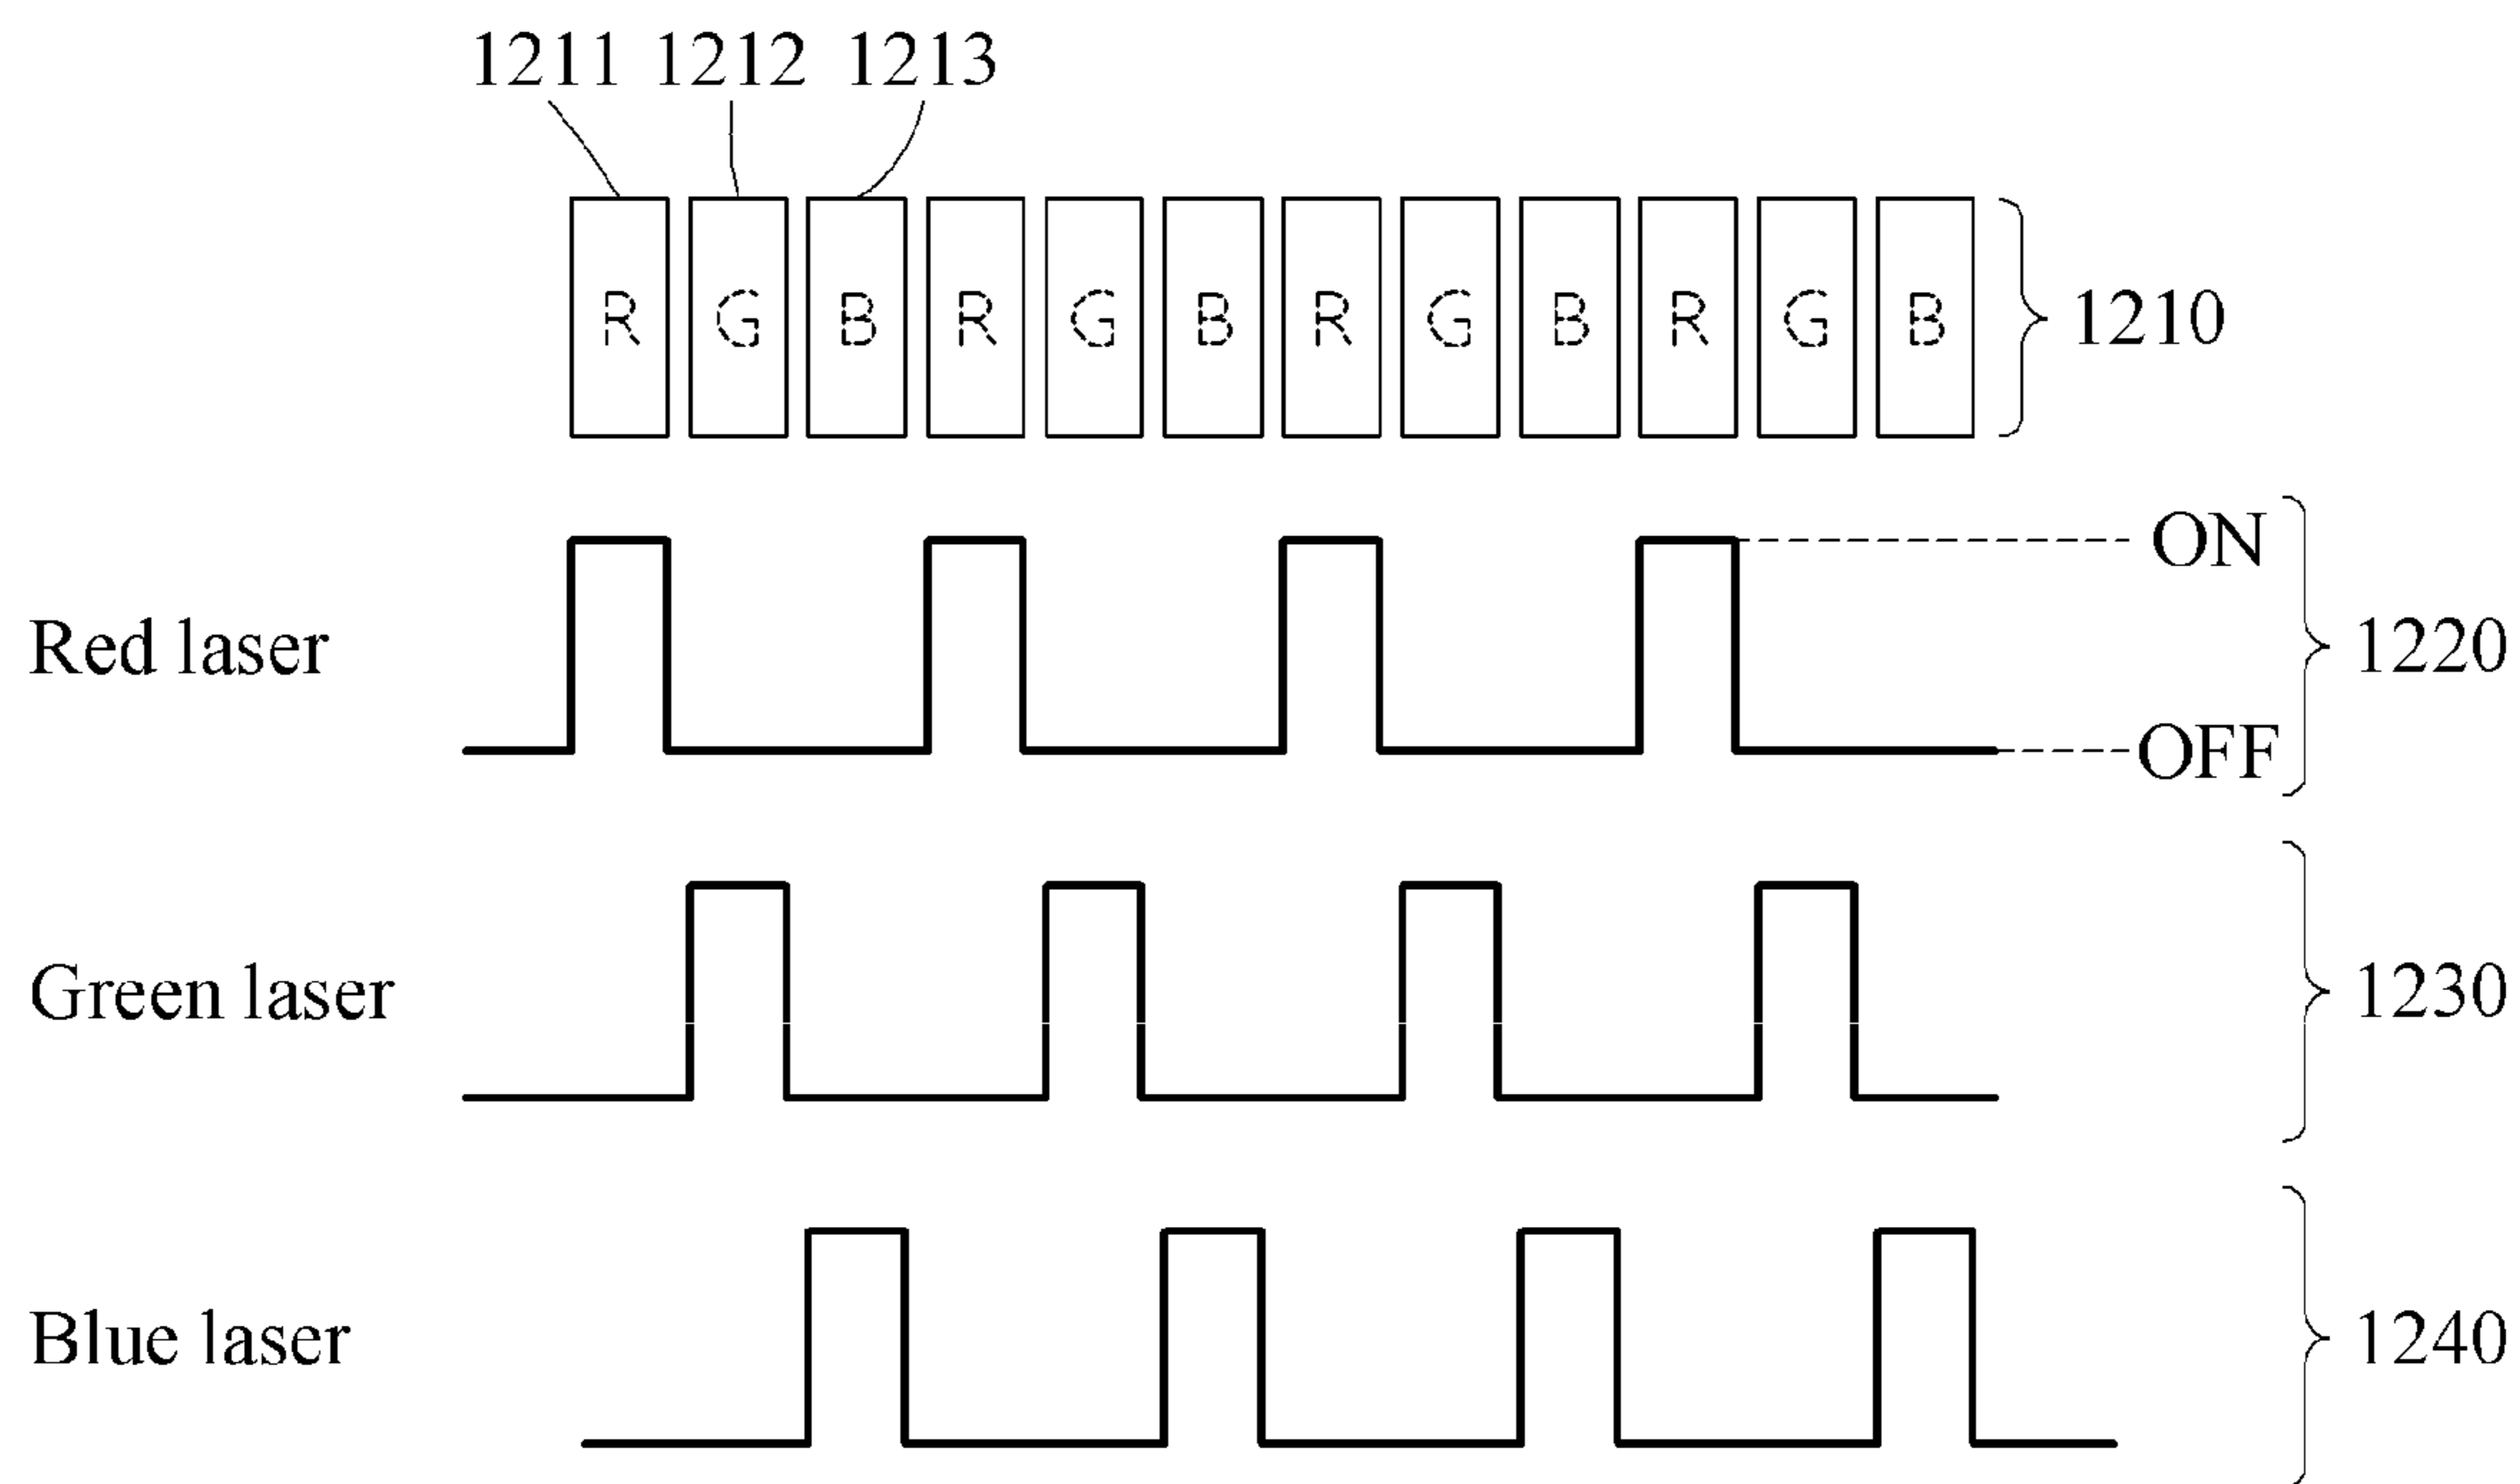 1211 1212 1213
R G B R G B R G B R G B 1210
ON
Red laser 1220
OFF
Green laser 1230
Blue laser 1240